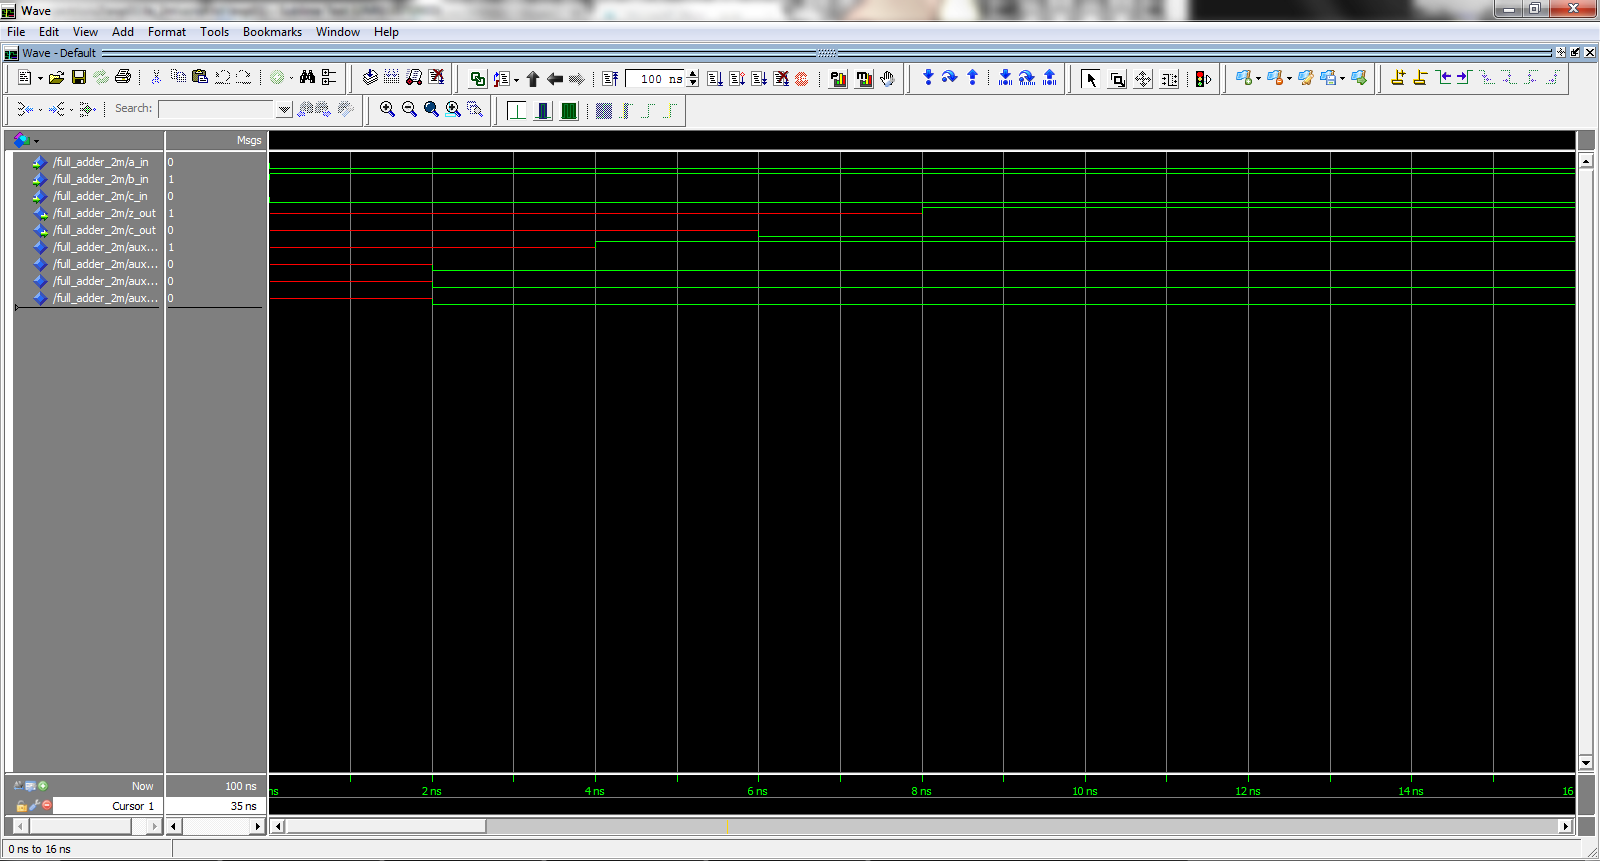 Wave
File Edit View Add Format Tools Bookmarks Window Help
Wave - Default
100 ns
Search:
Msgs
/full_adder_2m/a_in 0
/full_adder_2m/b_in 1
/full_adder_2m/c_in 0
/full_adder_2m/z_out 1
/full_adder_2m/c_out 0
/full_adder_2m/aux... 1
/full_adder_2m/aux... 0
/full_adder_2m/aux... 0
/full_adder_2m/aux... 0
Now 100 ns
ns 2 ns 4 ns 6 ns 8 ns 10 ns 12 ns 14 ns 16
Cursor 1 35 ns
0 ns to 16 ns